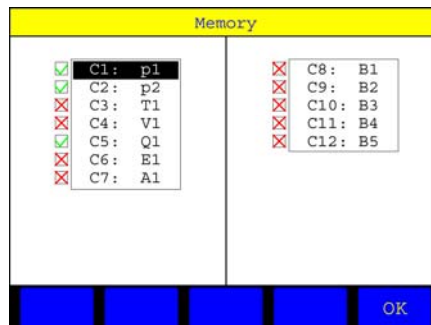 Memory
C1: p1
C2: p2
C3: T1
C4: V1
C5: Q1
C6: E1
C7: A1
C8: B1
C9: B2
C10: B3
C11: B4
C12: B5
OK